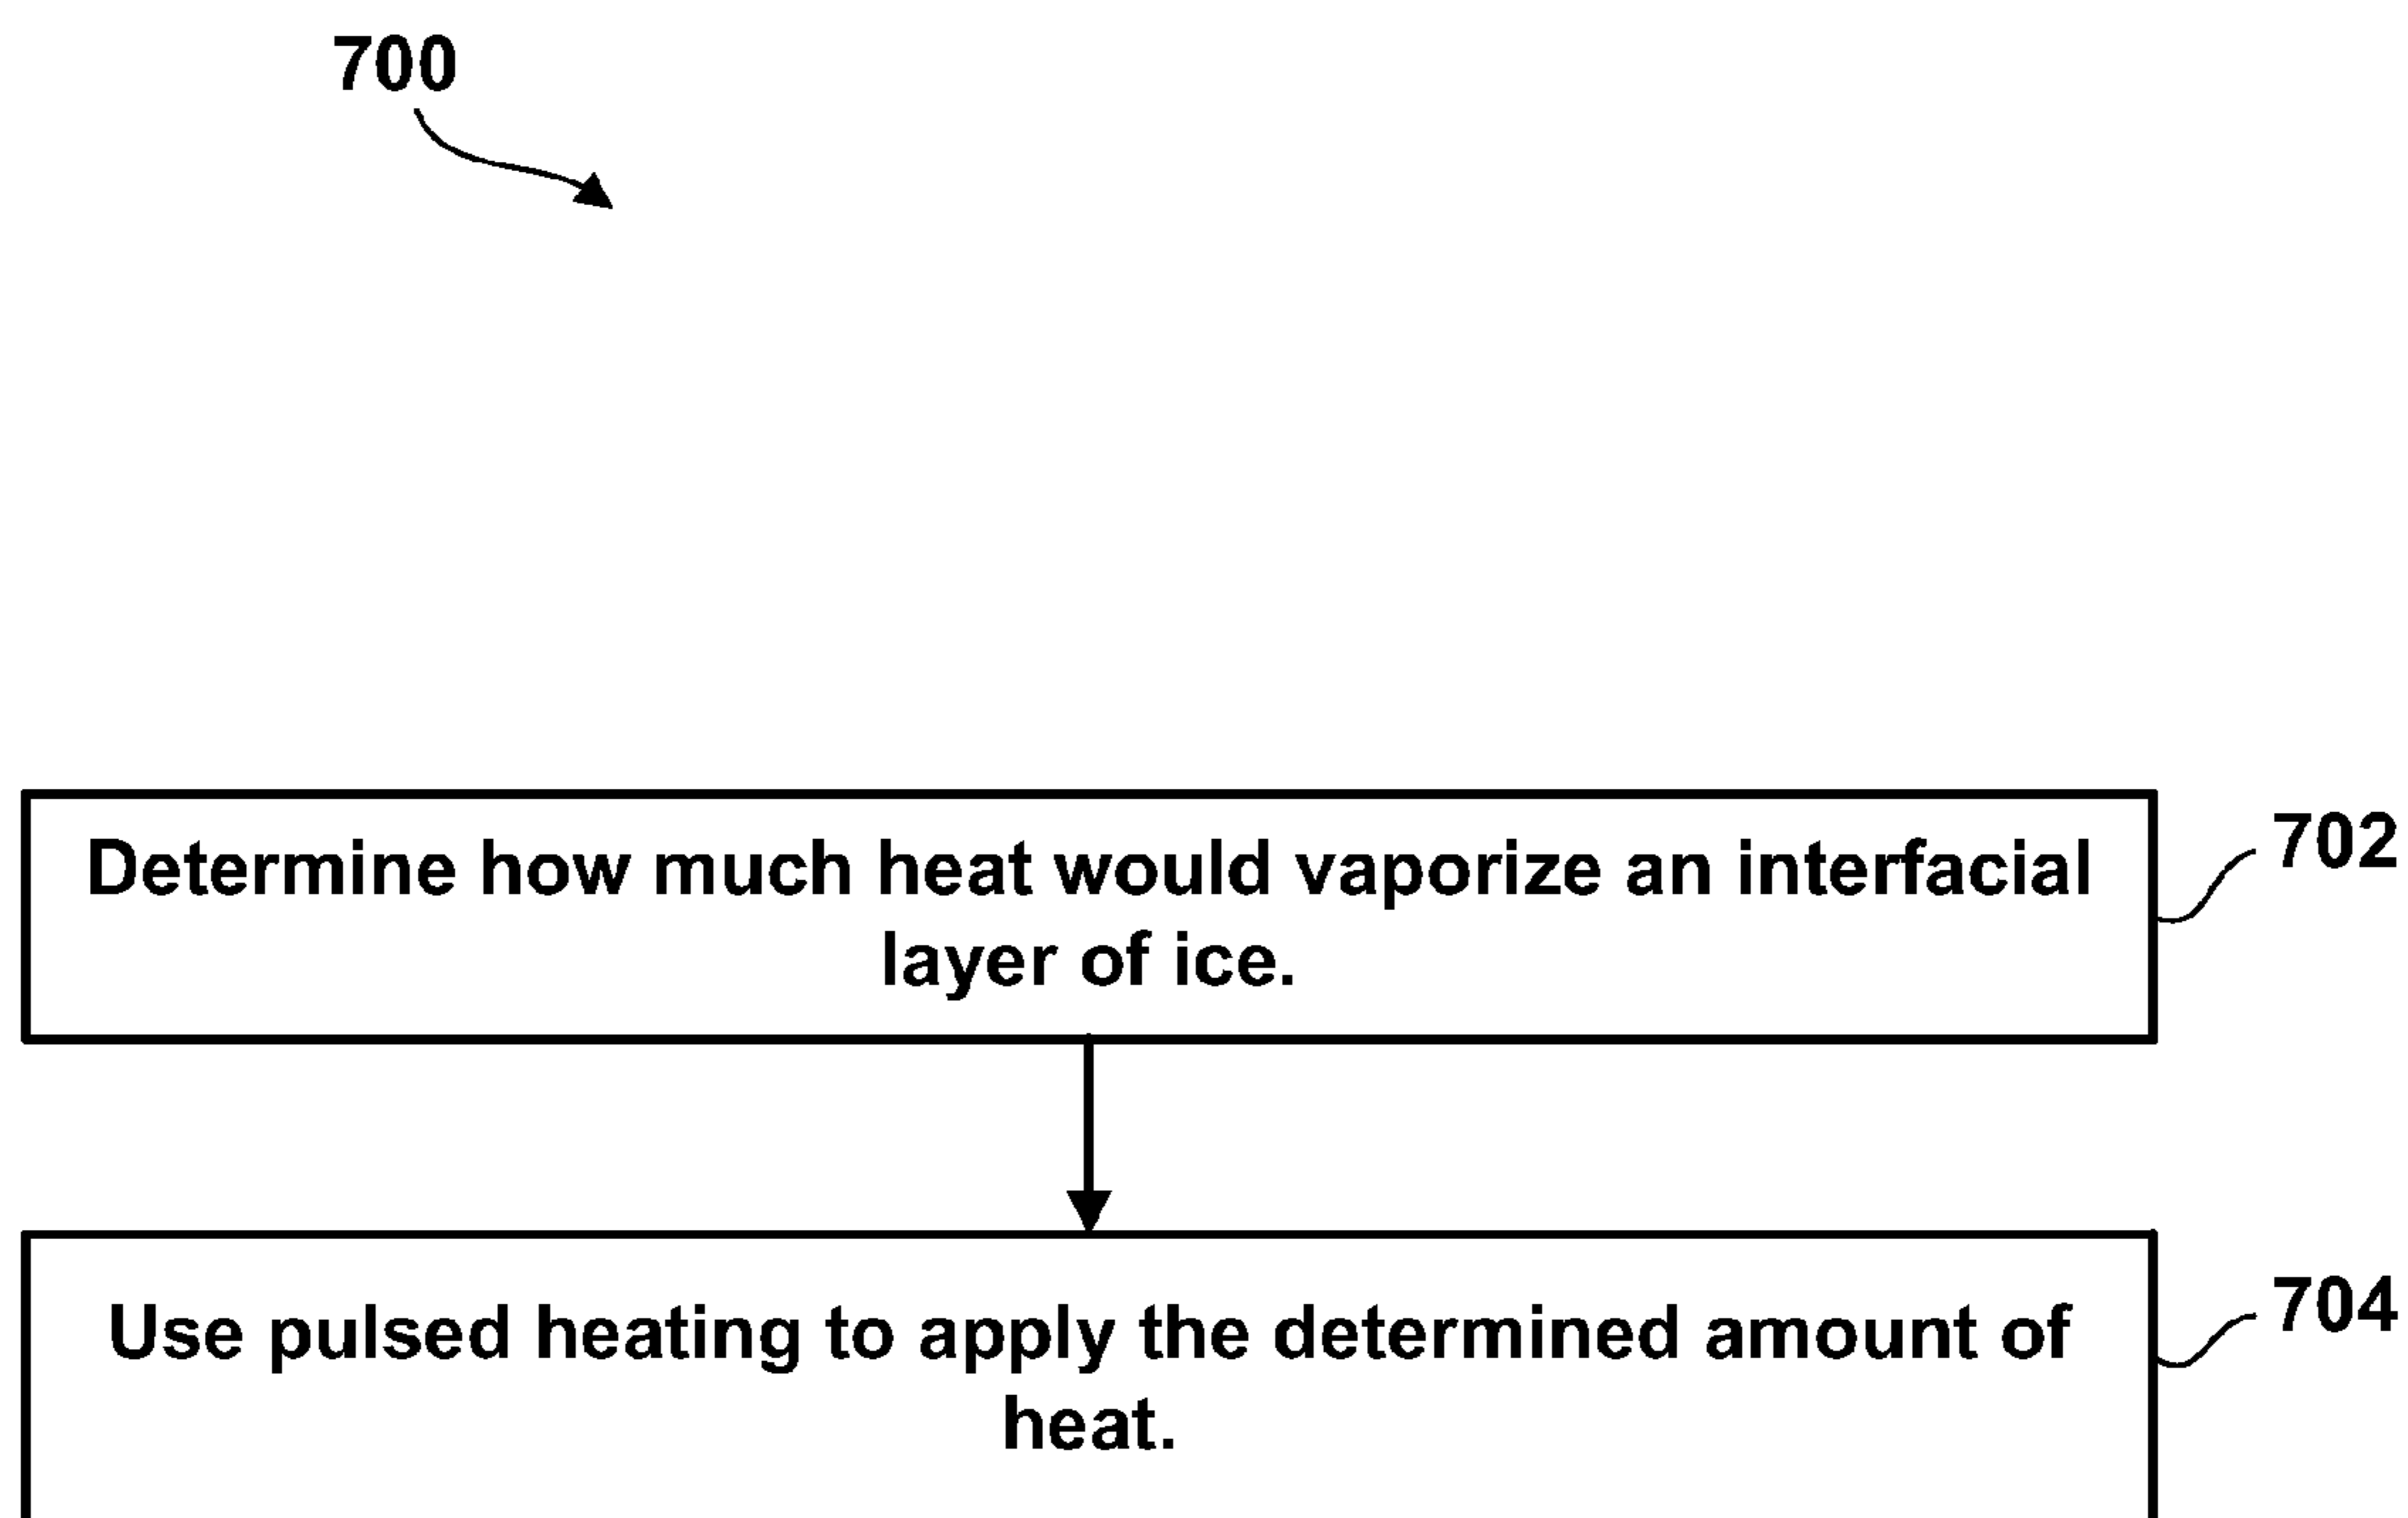 700
Determine how much heat would vaporize an interfacial
layer of ice.
702
Use pulsed heating to apply the determined amount of
heat.
704